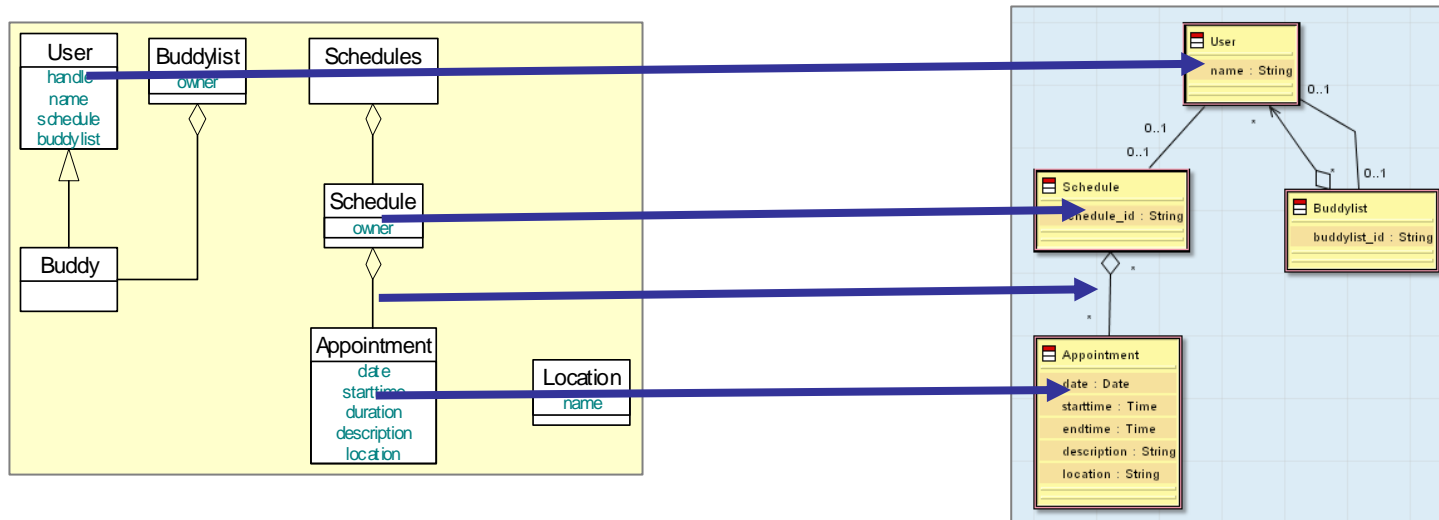 User
handle
name
schedule
buddylist
Buddylist
owner
Schedules
Schedule
owner
Buddy
Appointment
date
starttime
duration
description
location
Location
name
User
name : String
0..1
0..1
0..1
*
*
0..1
Schedule
schedule_id : String
Buddylist
buddylist_id : String
*
*
Appointment
date : Date
starttime : Time
endtime : Time
description : String
location : String